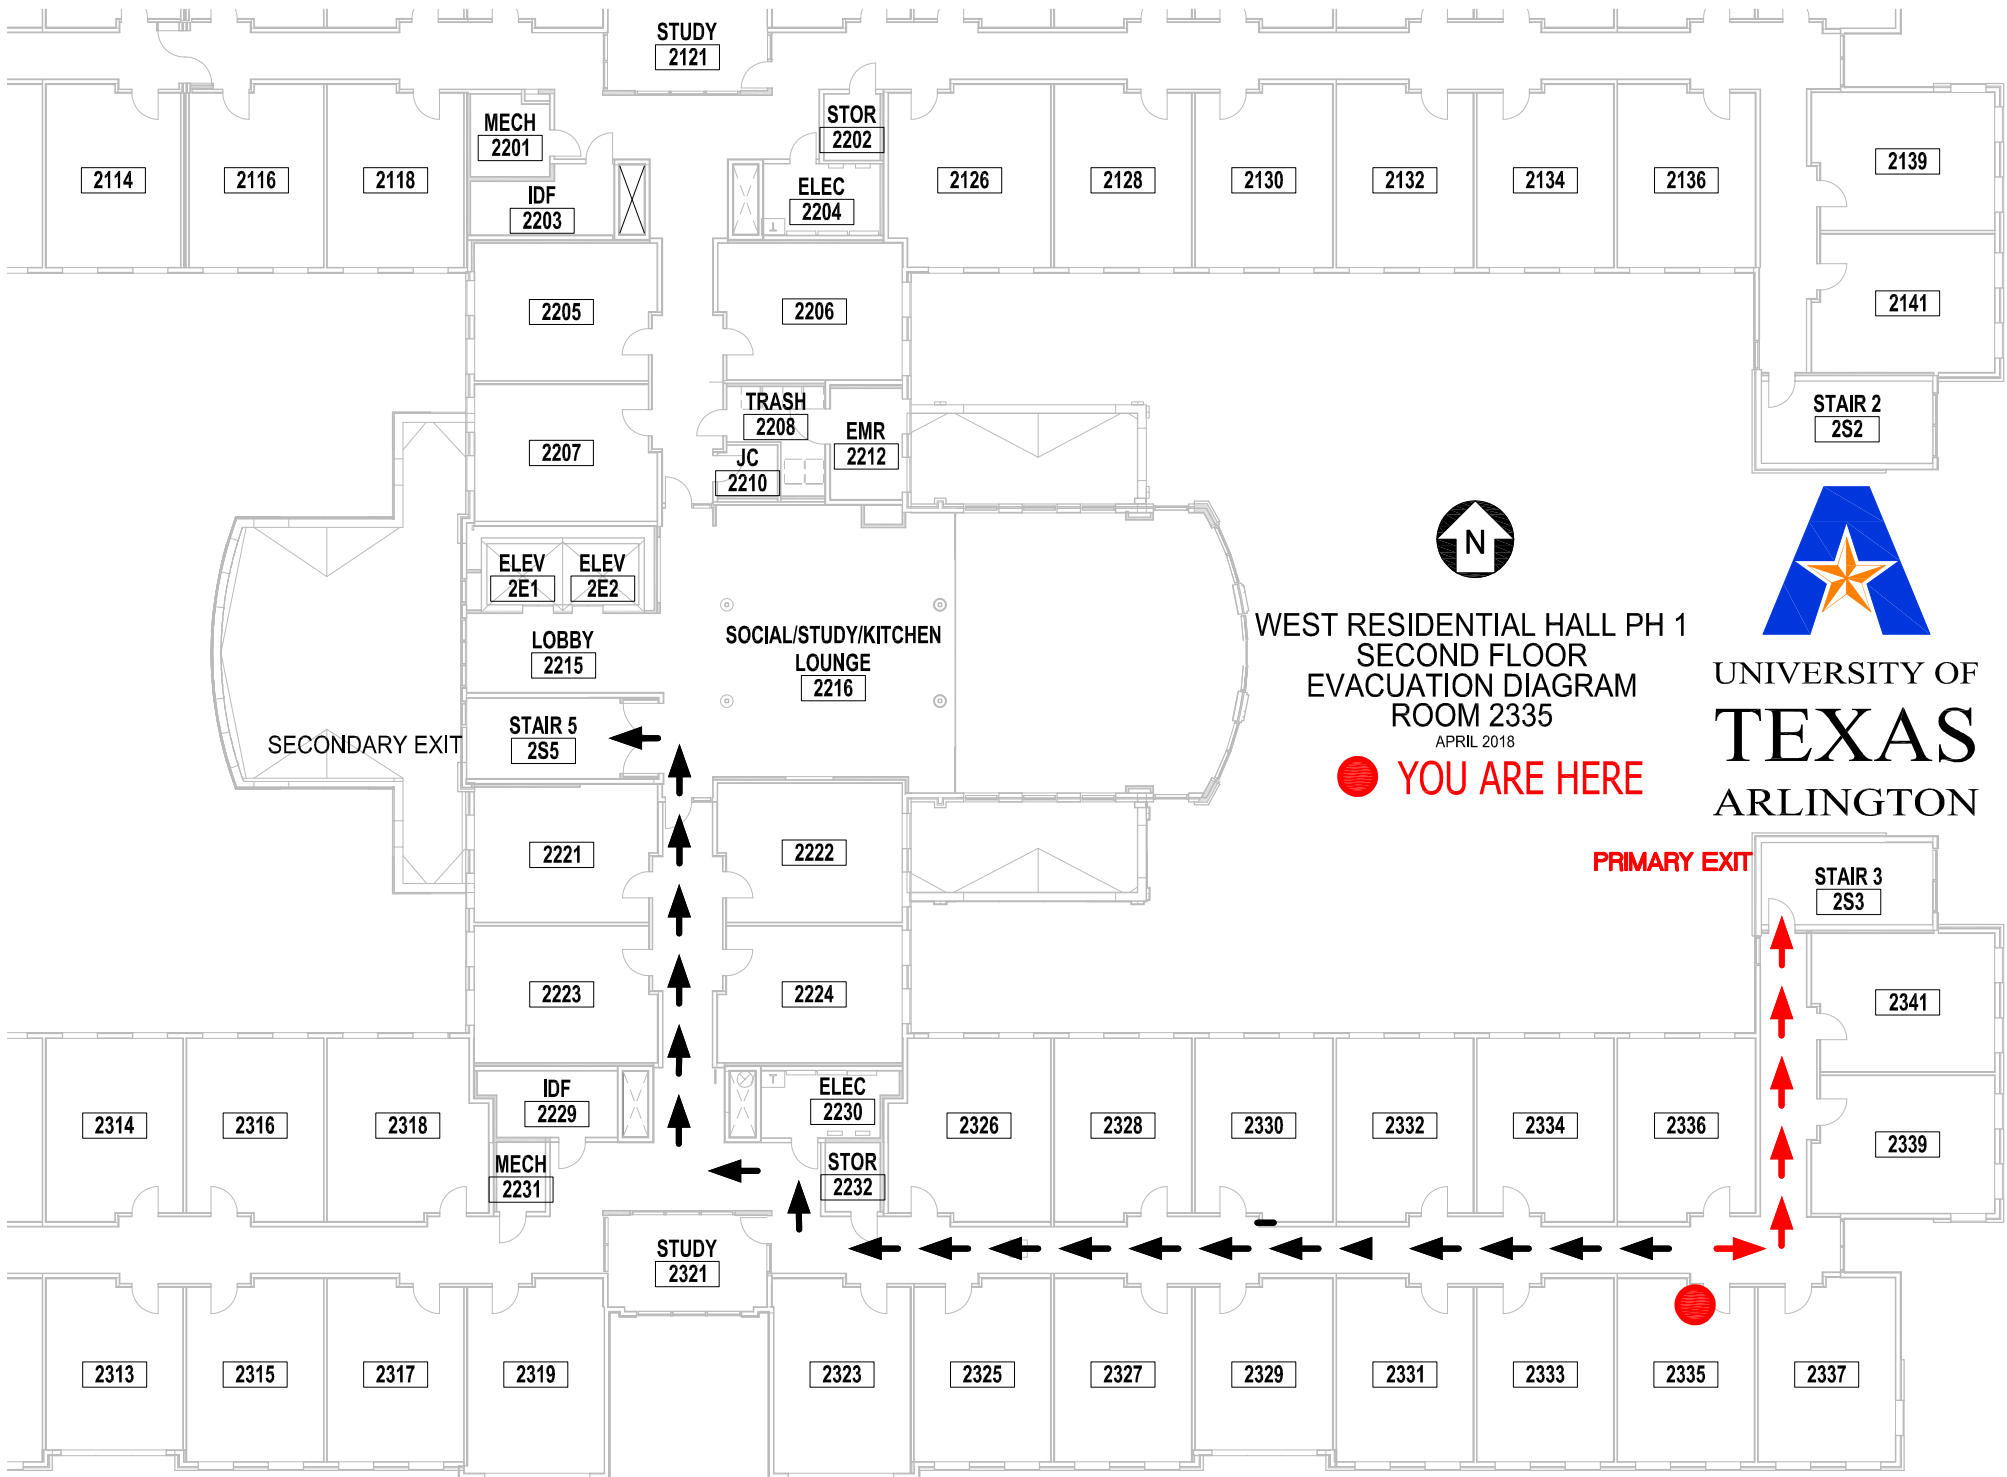 STUDY
2121
MECH
2201
STOR
2202
2114
2116
2118
IDF
2203
ELEC
2204
T
2126
2128
2130
2132
2134
2136
2139
2141
2205
2206
2207
TRASH
2208
JC
2210
EMR
2212
STAIR 2
2S2
ELEV
2E1
ELEV
2E2
LOBBY
2215
SOCIAL/STUDY/KITCHEN
LOUNGE
2216
N
WEST RESIDENTIAL HALL PH 1
SECOND FLOOR
EVACUATION DIAGRAM
ROOM 2335
APRIL 2018
YOU ARE HERE
UNIVERSITY OF
TEXAS
ARLINGTON
SECONDARY EXIT
STAIR 5
2S5
PRIMARY EXIT
STAIR 3
2S3
2221
2222
2223
2224
2341
2339
IDF
2229
T
ELEC
2230
MECH
2231
STOR
2232
2314
2316
2318
2326
2328
2330
2332
2334
2336
STUDY
2321
2313
2315
2317
2319
2323
2325
2327
2329
2331
2333
2335
2337